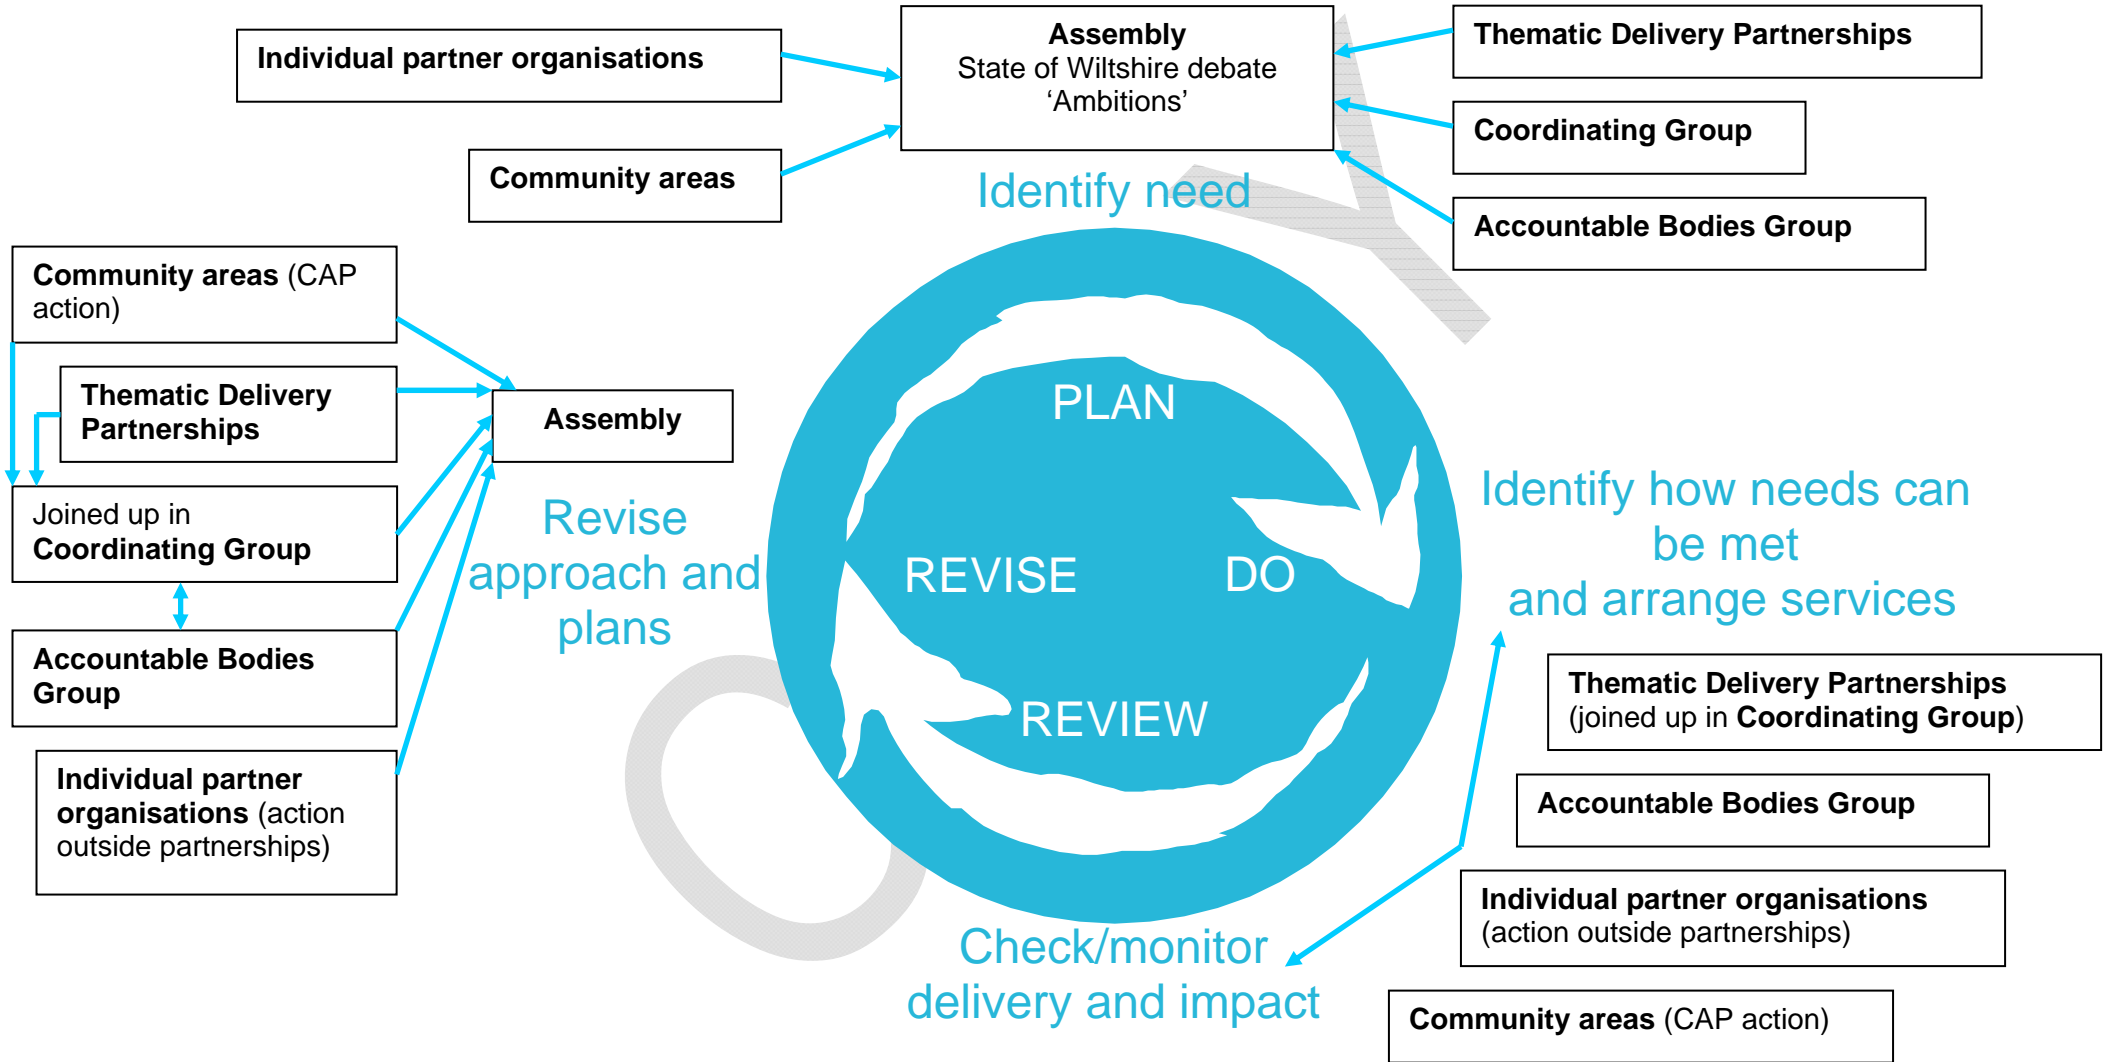 Individual partner organisations
Community areas
Assembly
State of Wiltshire debate
‘Ambitions’
Thematic Delivery Partnerships
Coordinating Group
Accountable Bodies Group
Identify need
Community areas (CAP
action)
Thematic Delivery
Partnerships
Joined up in
Coordinating Group
Accountable Bodies
Group
Individual partner
organisations (action
outside partnerships)
Assembly
Revise
approach and
plans
PLAN
REVISE
DO
REVIEW
Identify how needs can
be met
and arrange services
Thematic Delivery Partnerships
(joined up in Coordinating Group)
Accountable Bodies Group
Individual partner organisations
(action outside partnerships)
Community areas (CAP action)
Check/monitor
delivery and impact